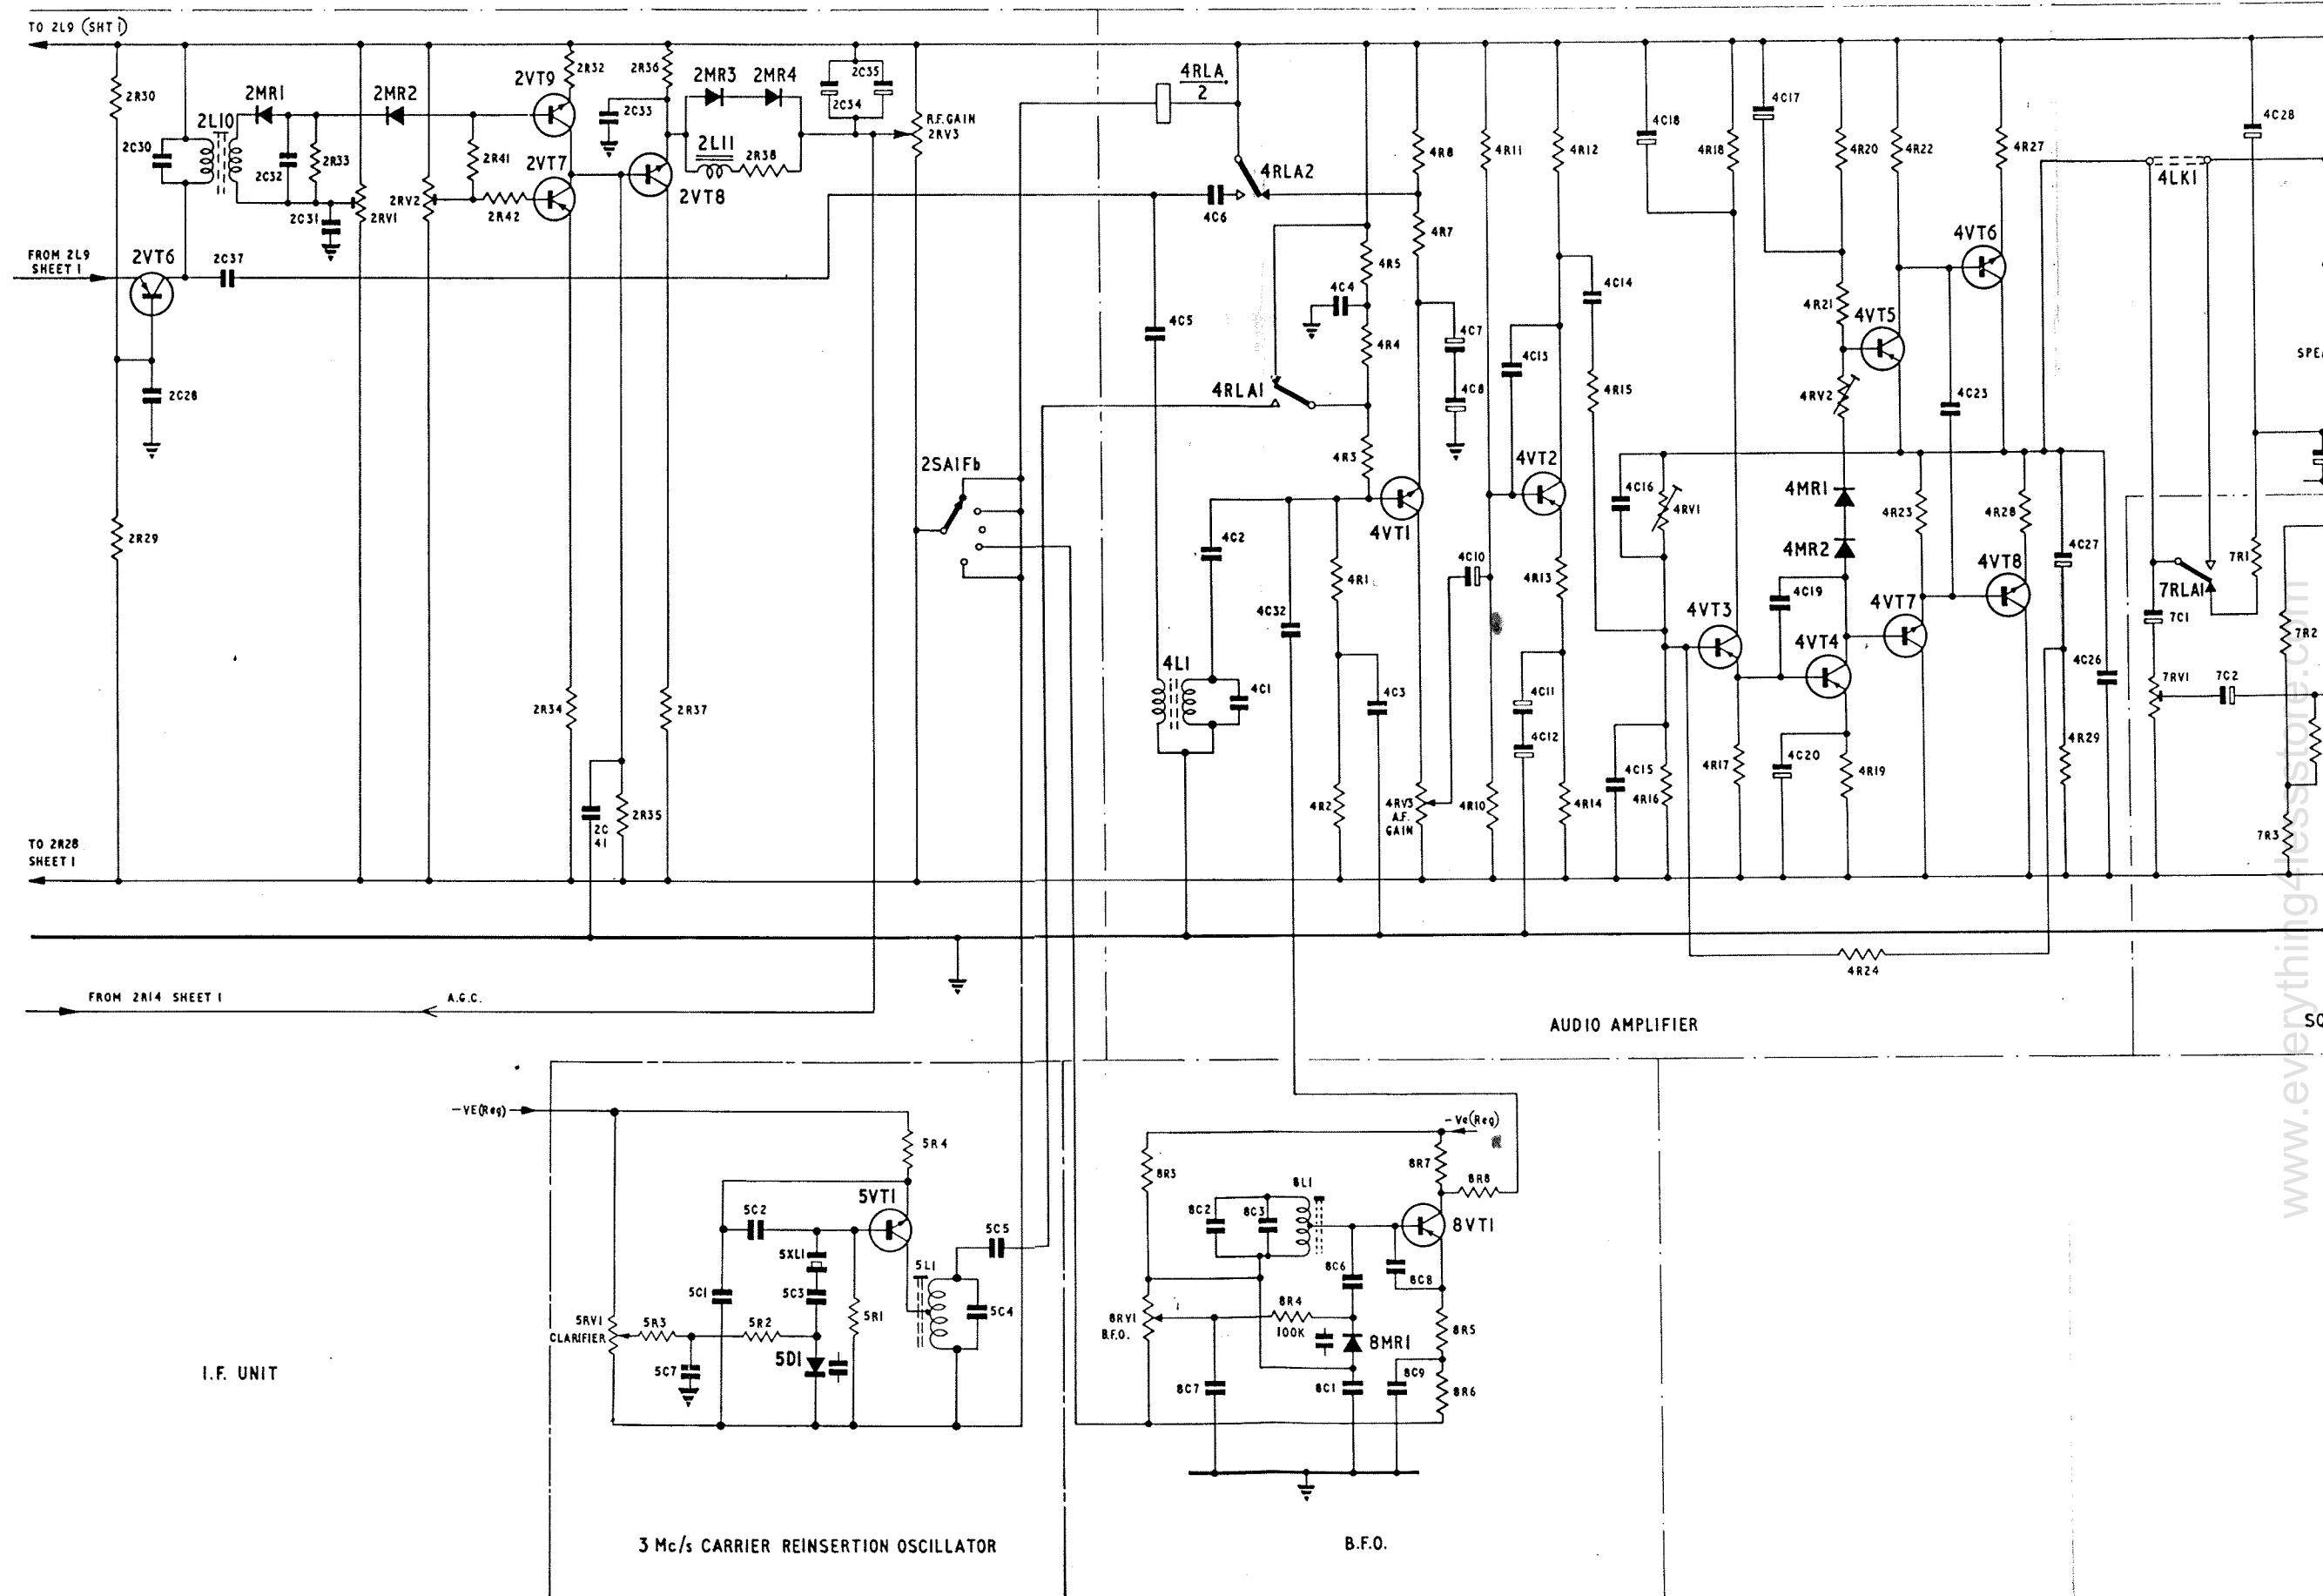 TO 2L9 (SHT 1)
2R30
2C30
2L10
2MR1
2C32
2R33
2C31
2RV1
2MR2
2RV2
2R41
2R42
2VT9
2VT7
2R32
2R36
2C33
2VT8
2MR3
2MR4
2L11
2R38
2C34
2C35
R.F. GAIN
2RV3
4RLA
2
4RLA2
4C6
4R8
4R7
4R11
4R12
4C18
4R18
4C17
4R20
4R22
4R27
4LK1
4C28
FROM 2L9
SHEET 1
2VT6
2C37
2C28
2R29
4C5
4C4
4R5
4R4
4RLA1
4R3
4C7
4C8
4C13
4C14
4R15
4R21
4VT5
4RV2
4VT6
4C23
SPE
2SA1Fb
4VT1
4VT2
4C16
4RV1
4MR1
4MR2
4R23
4R28
4C27
4C2
4R1
4C10
4R13
4VT3
4C19
4VT4
4VT7
4VT8
7R1
7RLA1
7C1
7R2
4C32
4L1
4C1
4C3
4C11
4C12
4C26
7RV1
7C2
2R34
2R37
2R35
2C
41
4R2
4RV3
A.F.
GAIN
4R10
4R14
4C15
4R16
4R17
4C20
4R19
4R29
7R3
TO 2R28
SHEET 1
4R24
FROM 2R14 SHEET 1
A.G.C.
AUDIO AMPLIFIER
SQ
-VE(Reg)
5R4
5C2
5VT1
5XL1
5C1
5C3
5R1
5L1
5C5
5C4
5RV1
CLARIFIER
5R3
5R2
5C7
5D1
-Ve(Reg)
8R3
8R7
8R8
8L1
8C2
8C3
8VT1
8C6
8C8
8RV1
B.F.O.
8R4
100K
8MR1
8R5
8C7
8C1
8C9
8R6
I.F. UNIT
3 Mc/s CARRIER REINSERTION OSCILLATOR
B.F.O.
www.everything4lessstore.com